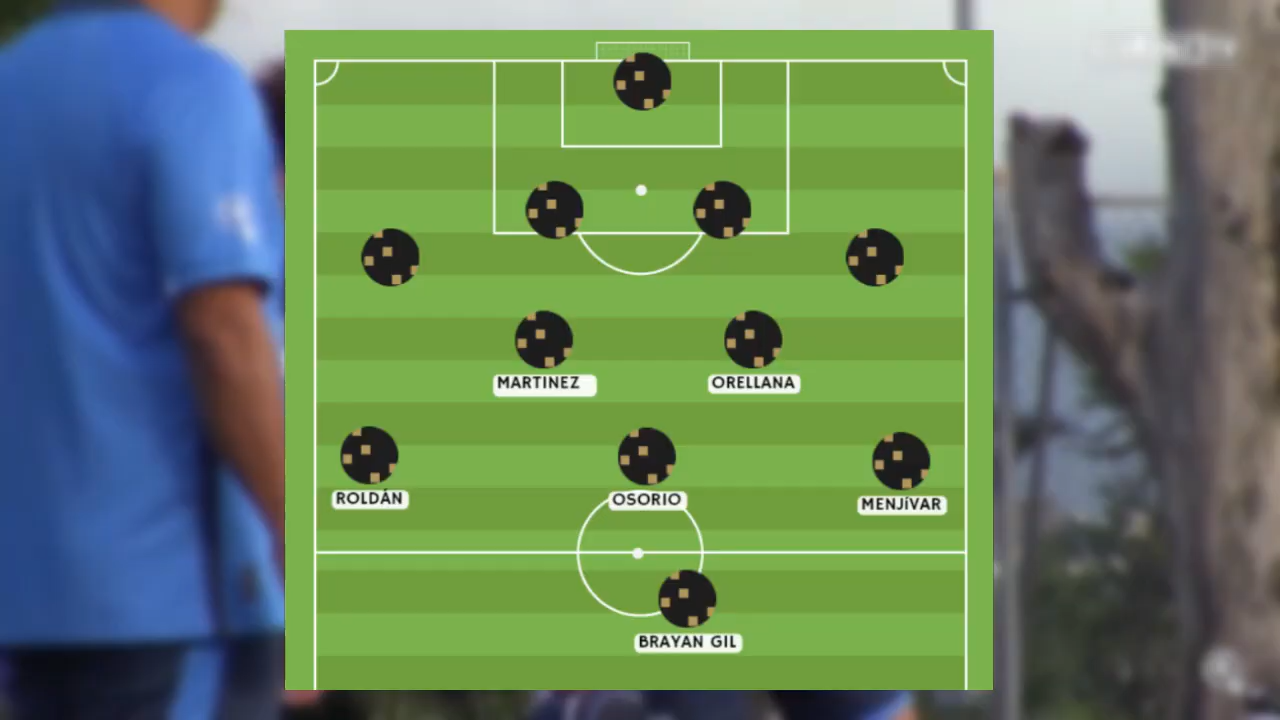 MARTINEZ
ORELLANA
ROLDÁN
OSORIO
MENJíVAR
BRAYAN GIL